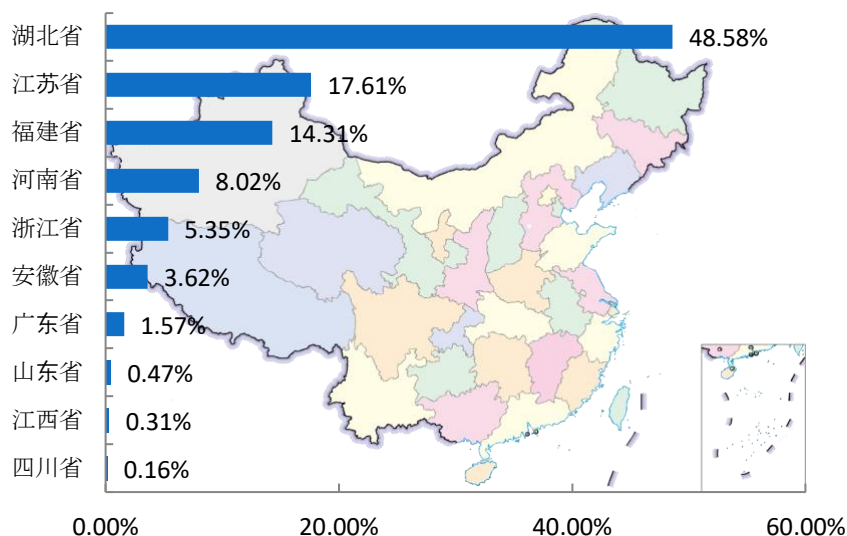 湖北省 48.58%
江苏省 17.61%
福建省 14.31%
河南省 8.02%
浙江省 5.35%
安徽省 3.62%
广东省 1.57%
山东省 0.47%
江西省 0.31%
四川省 0.16%
0.00% 20.00% 40.00% 60.00%